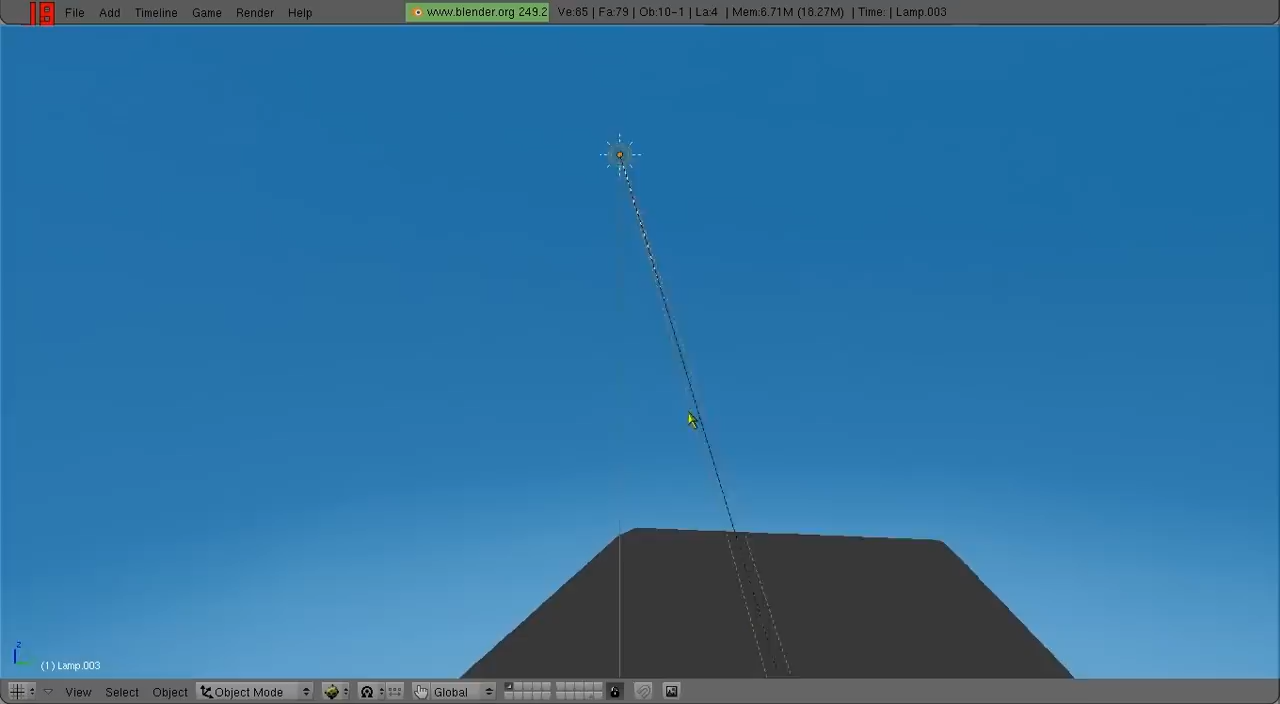 18 File Add Timeline Game Render Help www.blender.org 249.2 Ve:65 | Fa:79 | Ob:10-1 | La:4 | Mem:6.71M (18.27M) | Time: | Lamp.003
z
(1) Lamp.003
View Select Object Object Mode Global